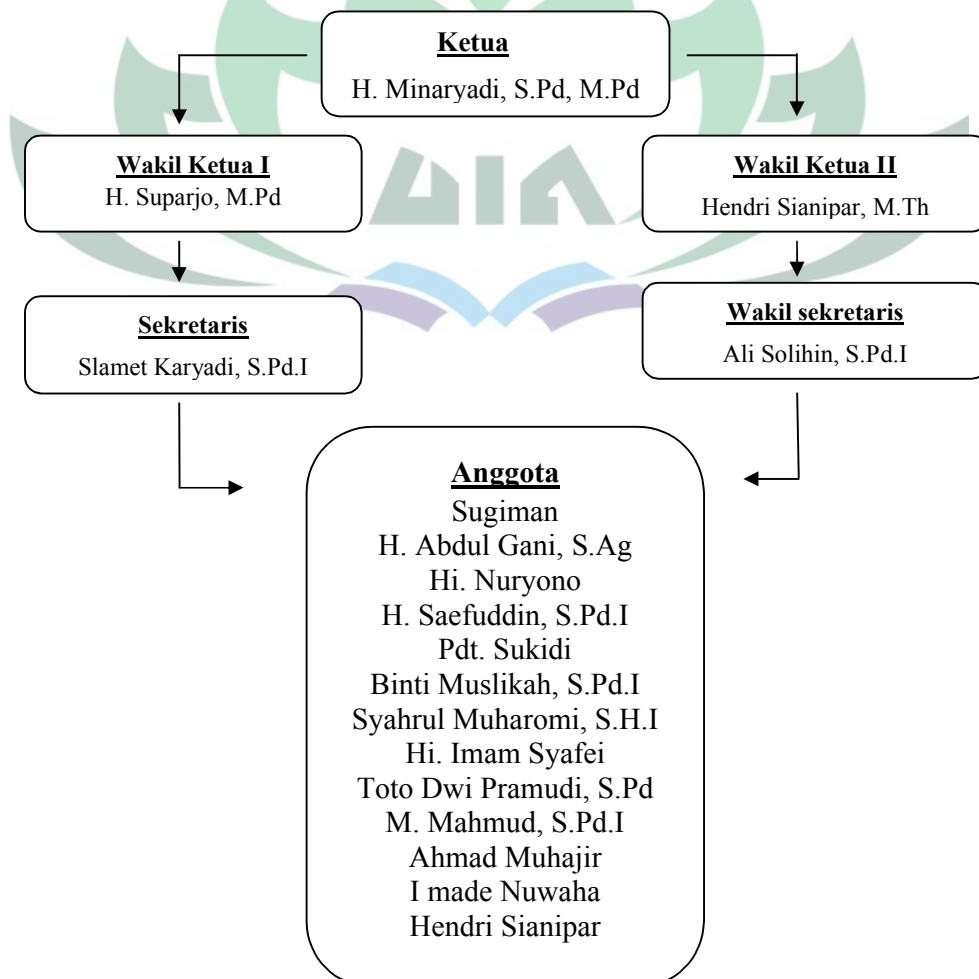 Ketua
H. Minaryadi, S.Pd, M.Pd
Wakil Ketua I
H. Suparjo, M.Pd
Wakil Ketua II
Hendri Sianipar, M.Th
Sekretaris
Slamet Karyadi, S.Pd.I
Wakil sekretaris
Ali Solihin, S.Pd.I
Anggota
Sugiman
H. Abdul Gani, S.Ag
Hi. Nuryono
H. Saefuddin, S.Pd.I
Pdt. Sukidi
Binti Muslikah, S.Pd.I
Syahrul Muharomi, S.H.I
Hi. Imam Syafei
Toto Dwi Pramudi, S.Pd
M. Mahmud, S.Pd.I
Ahmad Muhajir
I made Nuwaha
Hendri Sianipar